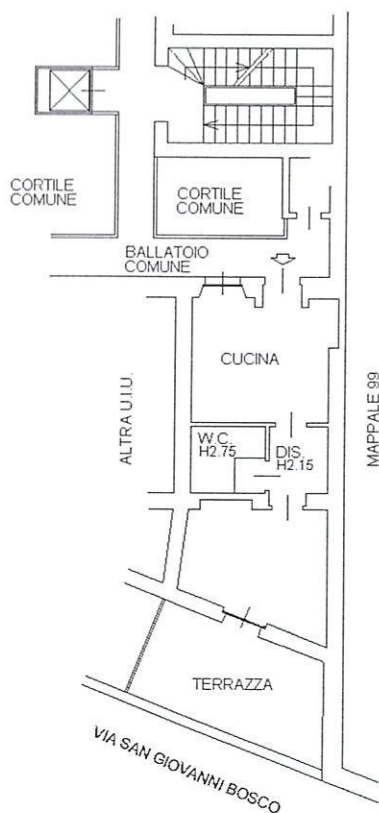 CORTILE
COMUNE
CORTILE
COMUNE
BALLATOIO
COMUNE
CUCINA
ALTRA U.I.U.
MAPPALE 99
W.C.
H2.75
DIS.
H2.15
TERRAZZA
VIA SAN GIOVANNI BOSCO